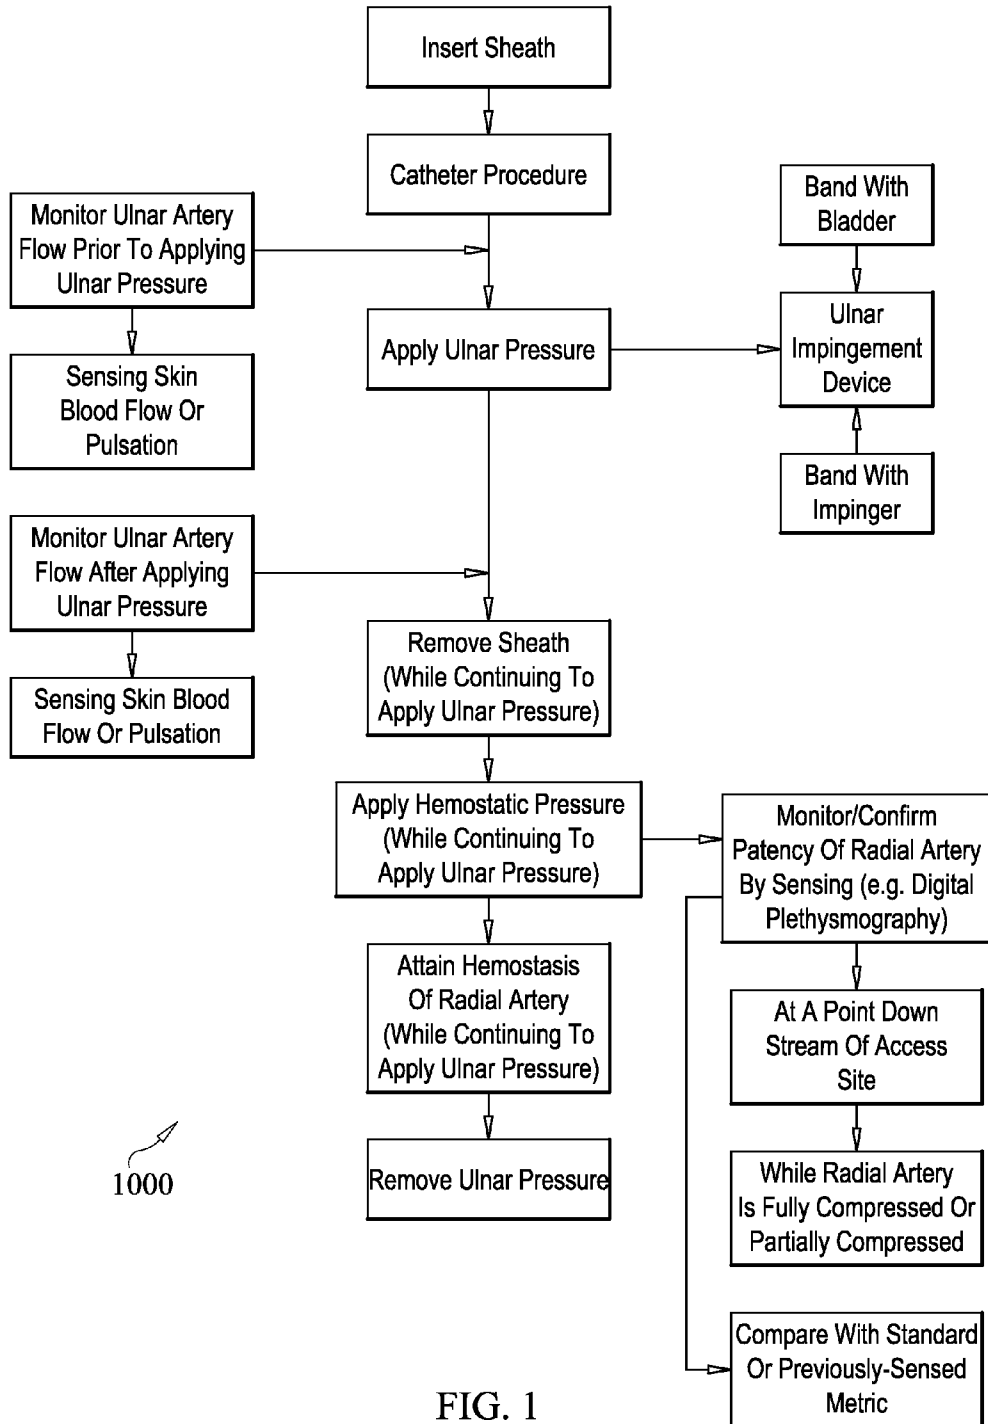 Insert Sheath
Catheter Procedure
Monitor Ulnar Artery
Flow Prior To Applying
Ulnar Pressure
Band With
Bladder
Apply Ulnar Pressure
Ulnar
Impingement
Device
Sensing Skin
Blood Flow Or
Pulsation
Band With
Impinger
Monitor Ulnar Artery
Flow After Applying
Ulnar Pressure
Remove Sheath
(While Continuing To
Apply Ulnar Pressure)
Sensing Skin Blood
Flow Or Pulsation
Apply Hemostatic Pressure
(While Continuing To
Apply Ulnar Pressure)
Monitor/Confirm
Patency Of Radial Artery
By Sensing (e.g. Digital
Plethysmography)
Attain Hemostasis
Of Radial Artery
(While Continuing To
Apply Ulnar Pressure)
At A Point Down
Stream Of Access
Site
Remove Ulnar Pressure
While Radial Artery
Is Fully Compressed Or
Partially Compressed
1000
Compare With Standard
Or Previously-Sensed
Metric
FIG. 1